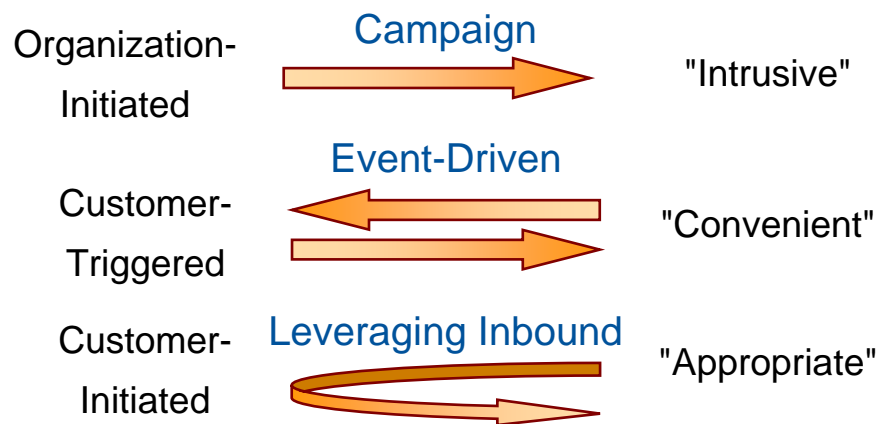 Organization-
Initiated
Campaign
"Intrusive"
Customer-
Triggered
Event-Driven
"Convenient"
Customer-
Initiated
Leveraging Inbound
"Appropriate"